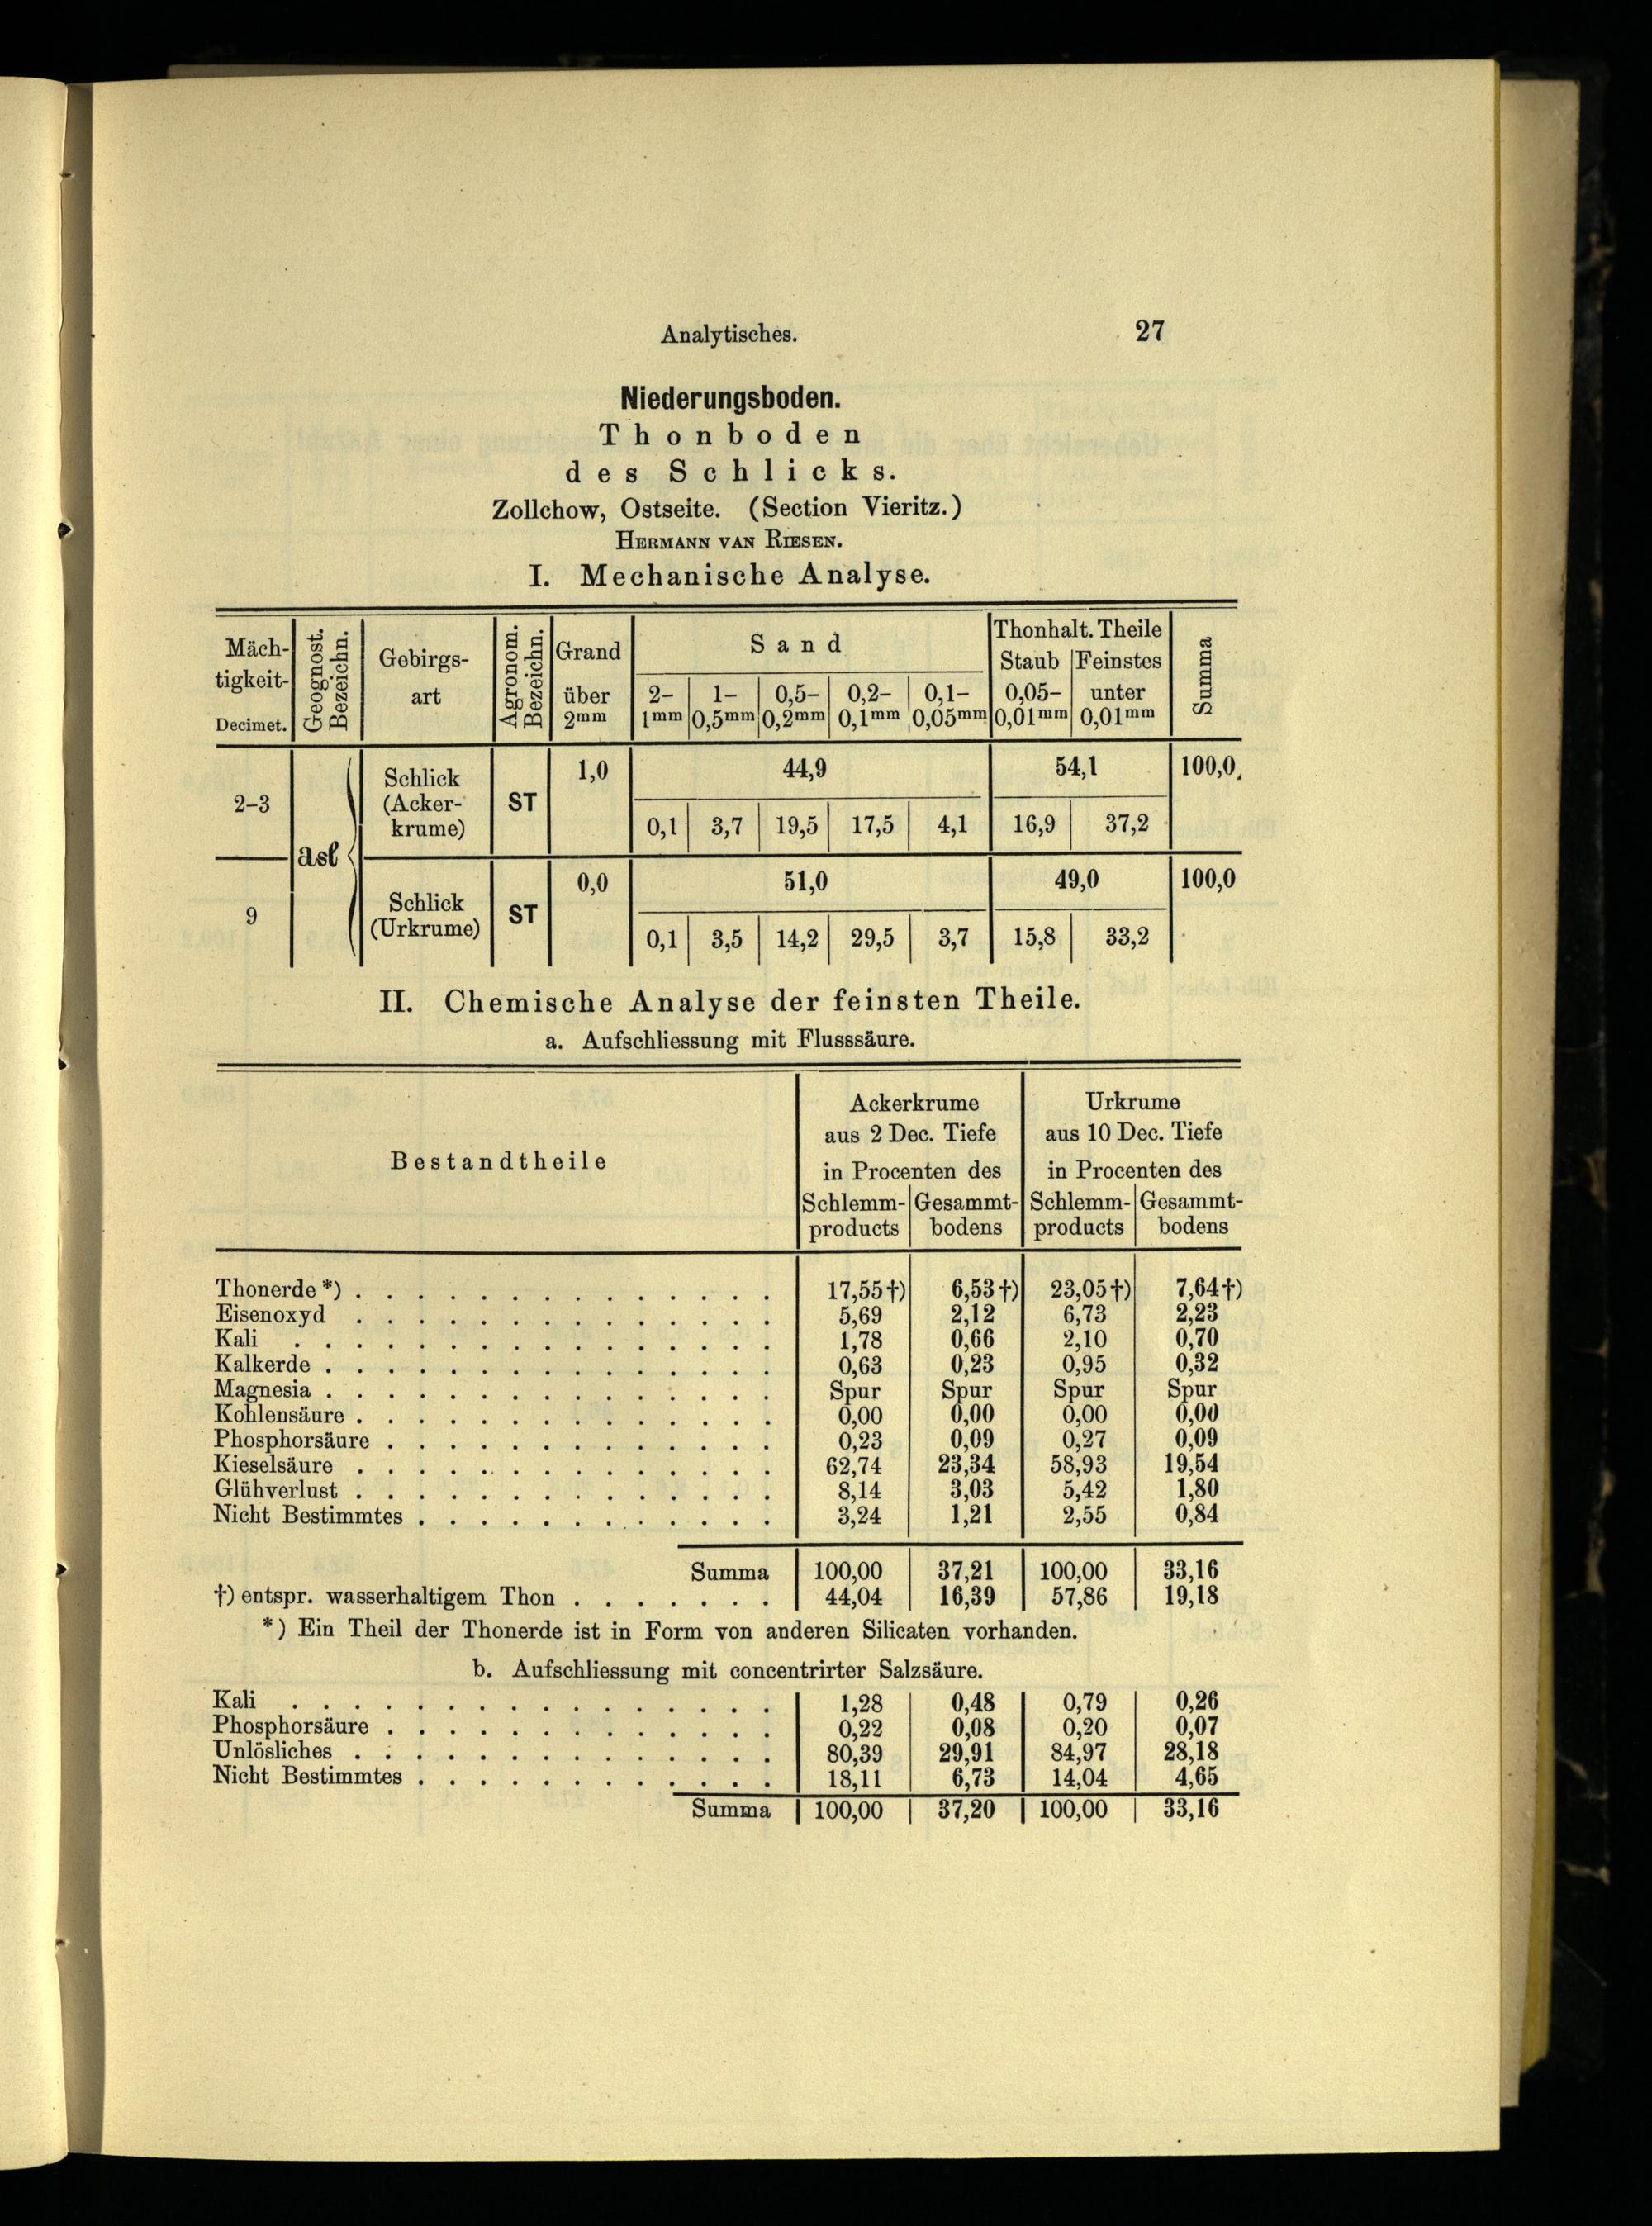 Analytisches. 27
Niederungsboden.
Thonboden
des Schlicks.
Zollchow, Ostseite. (Section Vieritz.)
HERMANN VAN RIESEN.
I. Mechanische Analyse.
Mäch-tigkeit- Decimet. | Geognost. Bezeichn. | Gebirgs-art | Agronom. Bezeichn. | Grand über 2mm | Sand | Thonhalt. Theile | Summa
Staub | Feinstes
2-1mm | 1-0,5mm | 0,5-0,2mm | 0,2-0,1mm | 0,1-0,05mm | 0,05-0,01mm | unter 0,01mm
2-3 | asl | Schlick (Acker-krume) | ST | 1,0 | 44,9 | 54,1 | 100,0
0,1 | 3,7 | 19,5 | 17,5 | 4,1 | 16,9 | 37,2
9 | Schlick (Urkrume) | ST | 0,0 | 51,0 | 49,0 | 100,0
0,1 | 3,5 | 14,2 | 29,5 | 3,7 | 15,8 | 33,2
II. Chemische Analyse der feinsten Theile.
a. Aufschliessung mit Flusssäure.
Bestandtheile | Ackerkrume aus 2 Dec. Tiefe in Procenten des | Urkrume aus 10 Dec. Tiefe in Procenten des
Schlemm-products | Gesammt-bodens | Schlemm-products | Gesammt-bodens
Thonerde *) . . . . . . . . . . . . . . 17,55 †) 6,53 †) 23,05 †) 7,64 †)
Eisenoxyd . . . . . . . . . . . . . . 5,69 2,12 6,73 2,23
Kali . . . . . . . . . . . . . . . . 1,78 0,66 2,10 0,70
Kalkerde . . . . . . . . . . . . . . . 0,63 0,23 0,95 0,32
Magnesia . . . . . . . . . . . . . . . Spur Spur Spur Spur
Kohlensäure . . . . . . . . . . . . . . 0,00 0,00 0,00 0,00
Phosphorsäure . . . . . . . . . . . . . 0,23 0,09 0,27 0,09
Kieselsäure . . . . . . . . . . . . . . 62,74 23,34 58,93 19,54
Glühverlust . . . . . . . . . . . . . . 8,14 3,03 5,42 1,80
Nicht Bestimmtes . . . . . . . . . . . . 3,24 1,21 2,55 0,84
Summa 100,00 37,21 100,00 33,16
†) entspr. wasserhaltigem Thon . . . . . . . 44,04 16,39 57,86 19,18
*) Ein Theil der Thonerde ist in Form von anderen Silicaten vorhanden.
b. Aufschliessung mit concentrirter Salzsäure.
Kali . . . . . . . . . . . . . . . . 1,28 0,48 0,79 0,26
Phosphorsäure . . . . . . . . . . . . . 0,22 0,08 0,20 0,07
Unlösliches . . . . . . . . . . . . . . 80,39 29,91 84,97 28,18
Nicht Bestimmtes . . . . . . . . . . . . 18,11 6,73 14,04 4,65
Summa 100,00 37,20 100,00 33,16